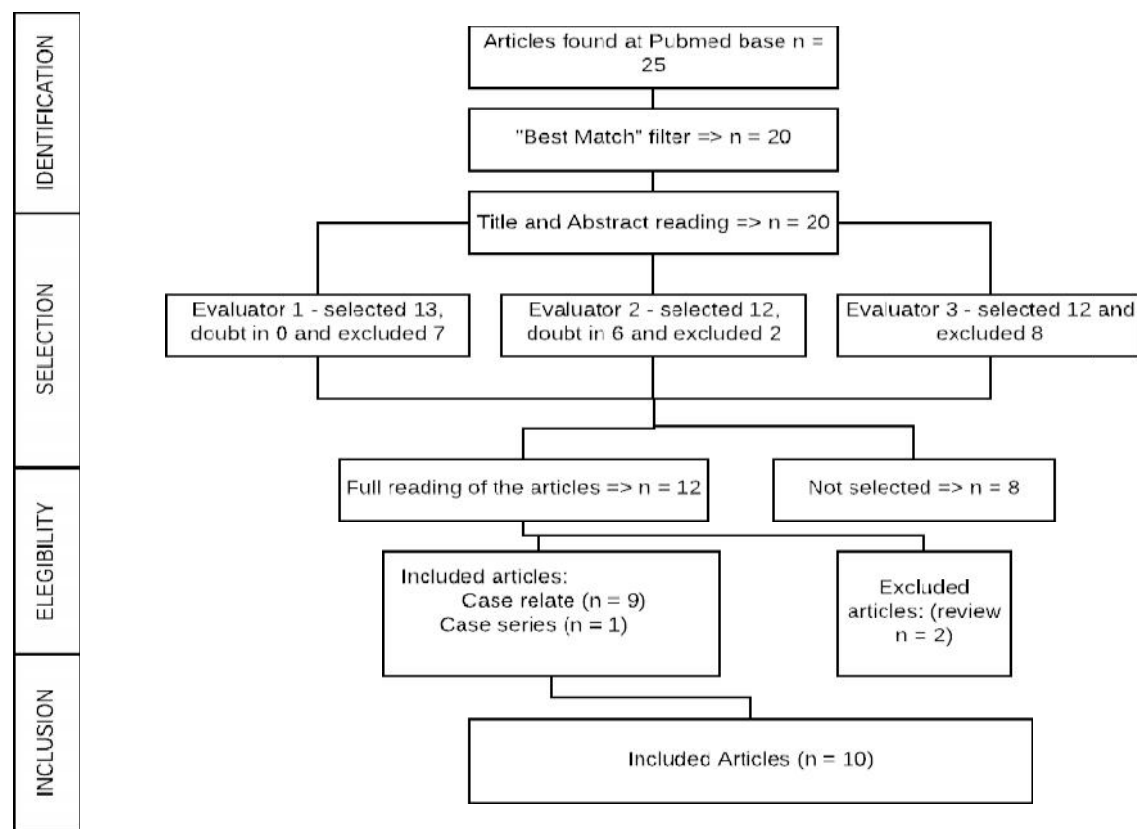 IDENTIFICATION
Articles found at Pubmed base n =
25
"Best Match" filter => n = 20
Title and Abstract reading => n = 20
SELECTION
Evaluator 1 - selected 13,
doubt in 0 and excluded 7
Evaluator 2 - selected 12,
doubt in 6 and excluded 2
Evaluator 3 - selected 12 and
excluded 8
Full reading of the articles => n = 12
Not selected => n = 8
ELEGIBILITY
Included articles:
Case relate (n = 9)
Case series (n = 1)
Excluded
articles: (review
n = 2)
INCLUSION
Included Articles (n = 10)